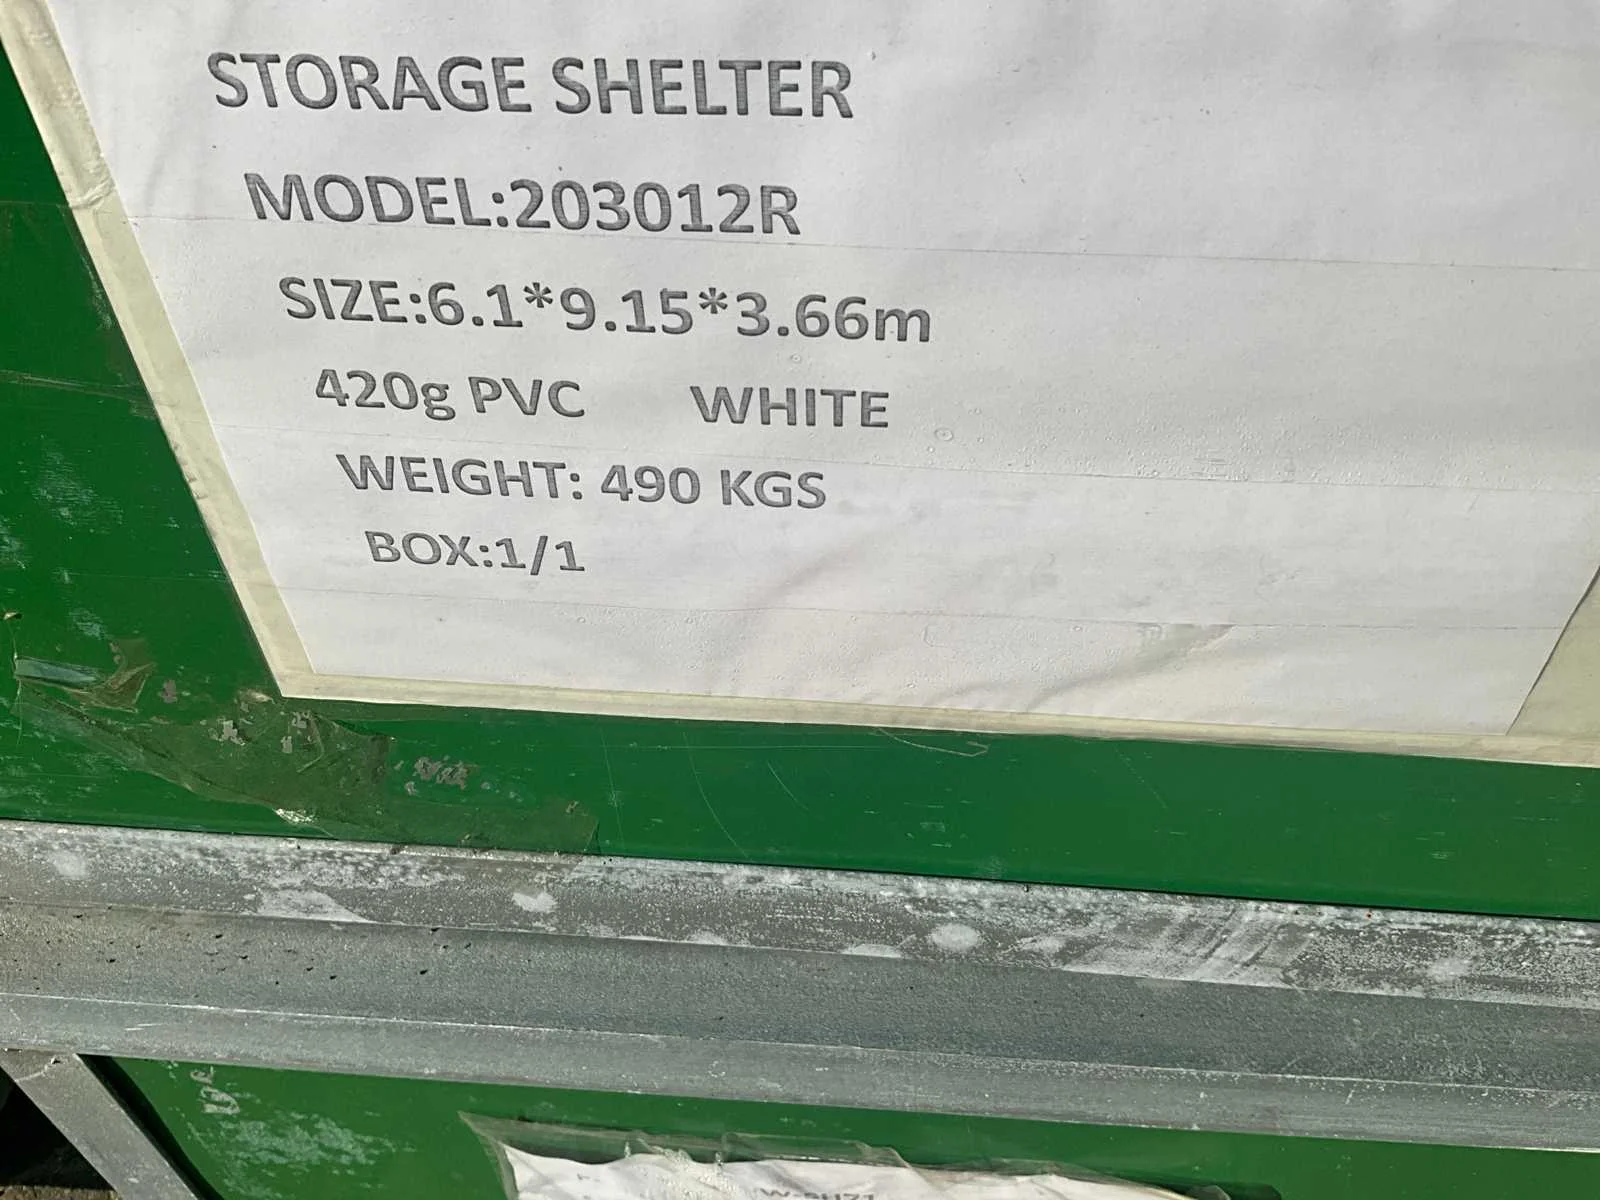 STORAGE SHELTER
MODEL:203012R
SIZE:6.1*9.15*3.66m
420g PVC WHITE
WEIGHT: 490 KGS
BOX:1/1